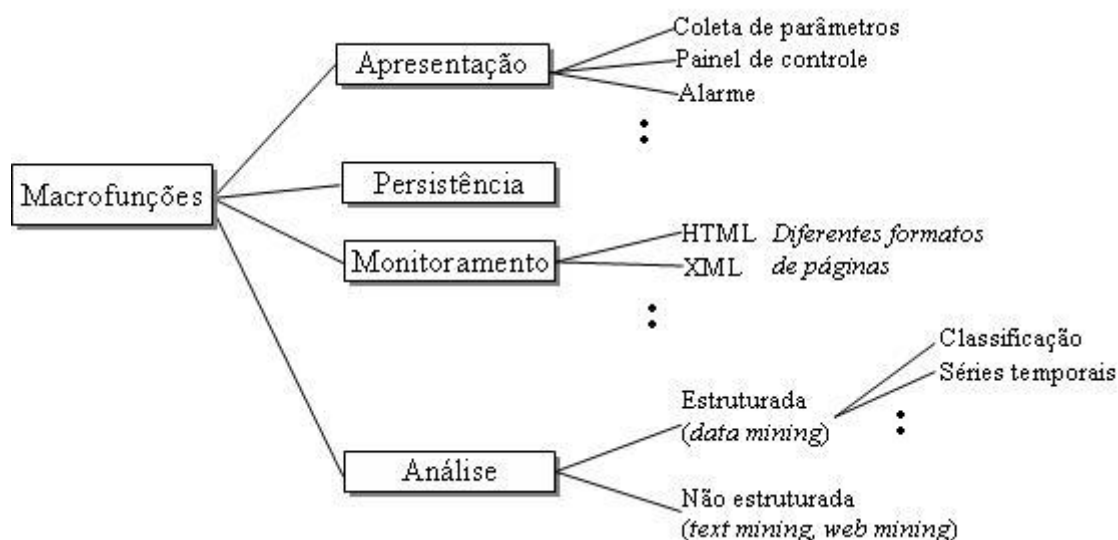 Coleta de parâmetros
Apresentação
Painel de controle
Alarme
Macrofunções
Persistência
Monitoramento
HTML Diferentes formatos
XML de páginas
Classificação
Séries temporais
Estruturada
(data mining)
Análise
Não estruturada
(text mining, web mining)